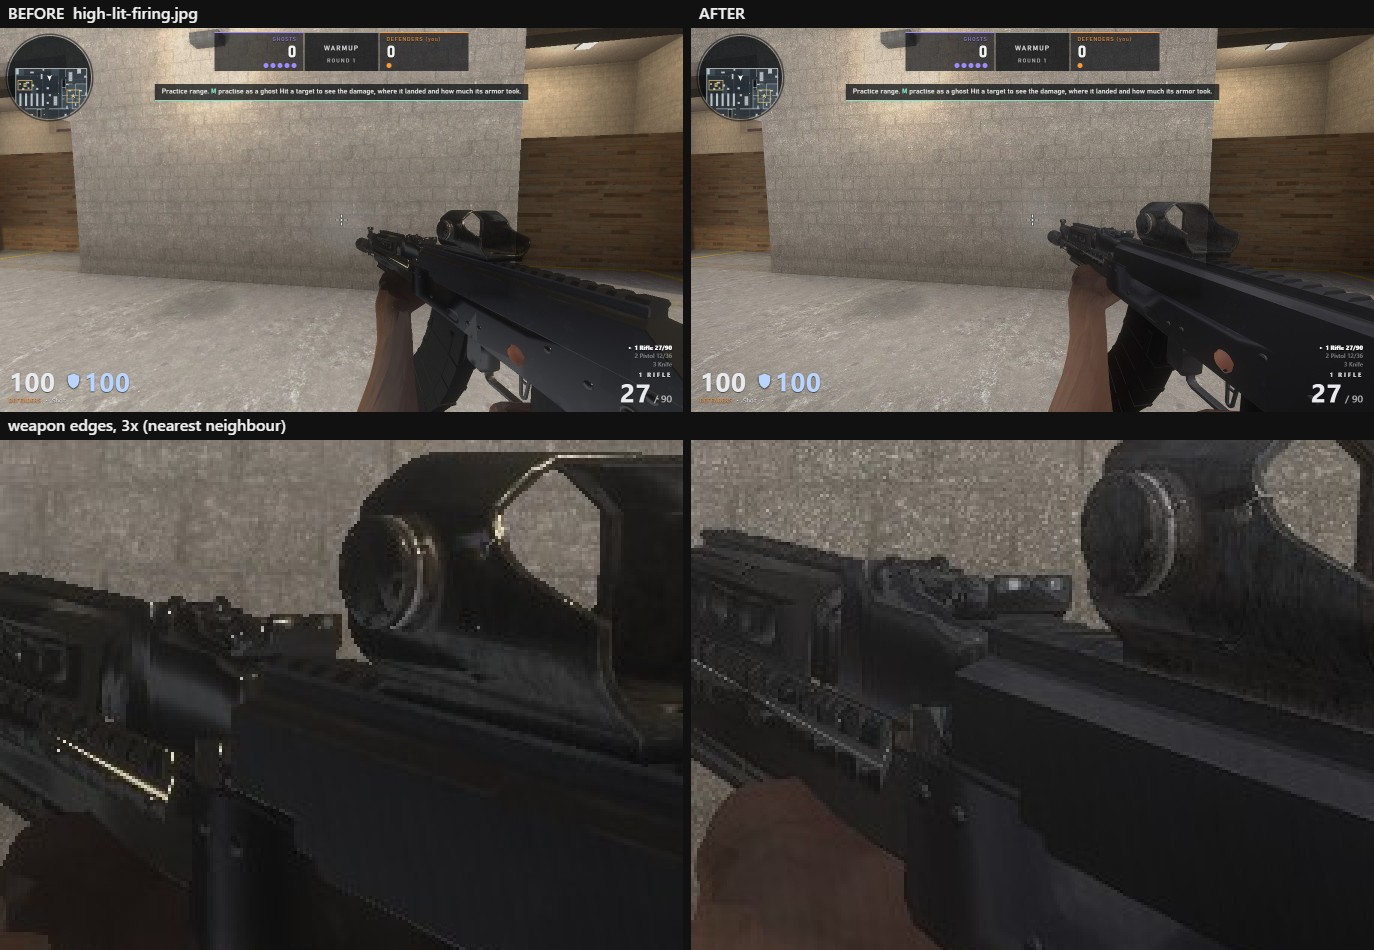 BEFORE high-lit-firing.jpg
AFTER
GHOSTS
0
WARMUP
ROUND 1
DEFENDERS (you)
0
Practice range. M practise as a ghost Hit a target to see the damage, where it landed and how much its armor took.
1 Rifle 27/90
2 Pistol 12/36
3 Knife
1 RIFLE
27 / 90
100 100
GHOSTS
0
WARMUP
ROUND 1
DEFENDERS (you)
0
Practice range. M practise as a ghost Hit a target to see the damage, where it landed and how much its armor took.
1 Rifle 27/90
2 Pistol 12/36
3 Knife
1 RIFLE
27 / 90
100 100
weapon edges, 3x (nearest neighbour)